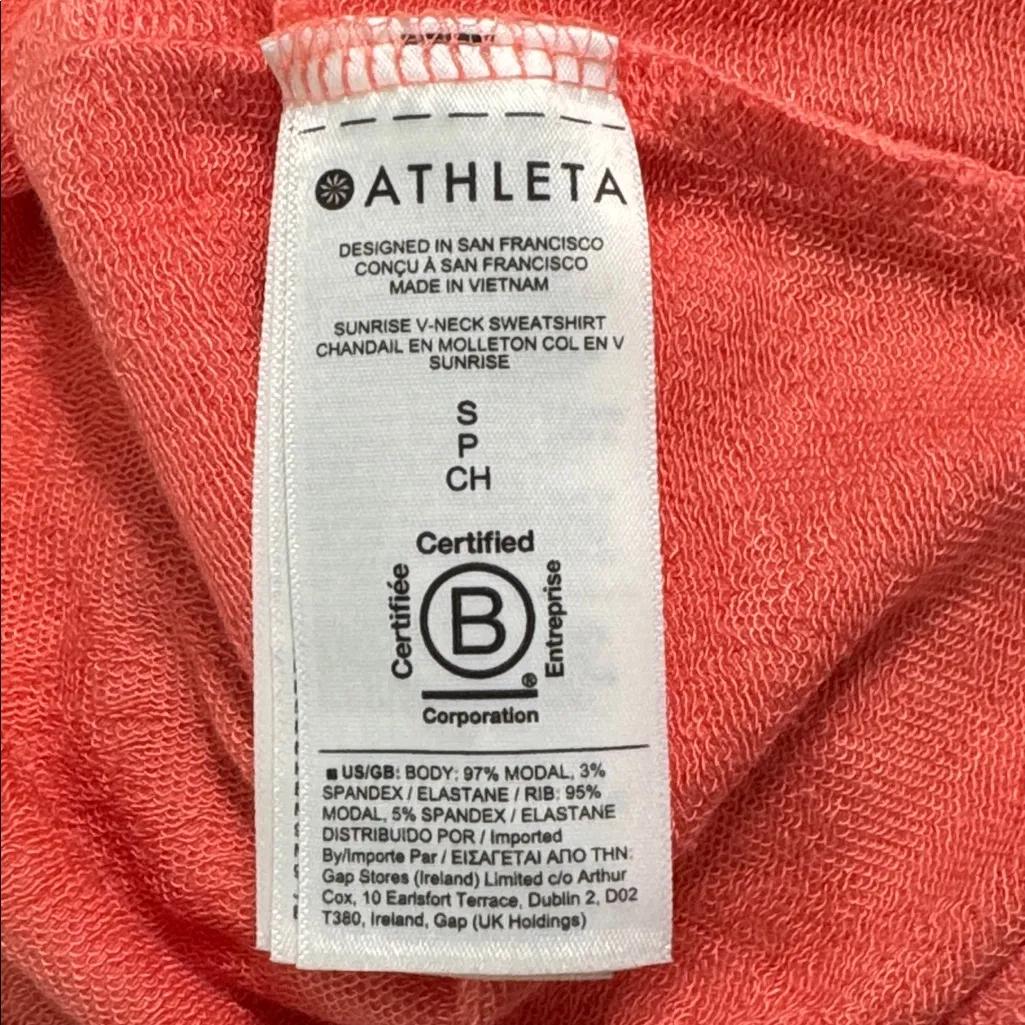 ATHLETA
DESIGNED IN SAN FRANCISCO
CONÇU À SAN FRANCISCO
MADE IN VIETNAM
SUNRISE V-NECK SWEATSHIRT
CHANDAIL EN MOLLETON COL EN V
SUNRISE
S
P
CH
Certified
Certifiée
B
Entreprise
®
Corporation
US/GB: BODY: 97% MODAL, 3%
SPANDEX / ELASTANE / RIB: 95%
MODAL, 5% SPANDEX / ELASTANE
DISTRIBUIDO POR / Imported
By/Importe Par / ΕΙΣΑΓΕΤΑΙ ΑΠΟ ΤΗΝ:
Gap Stores (Ireland) Limited c/o Arthur
Cox, 10 Earlsfort Terrace, Dublin 2, D02
T380, Ireland, Gap (UK Holdings)